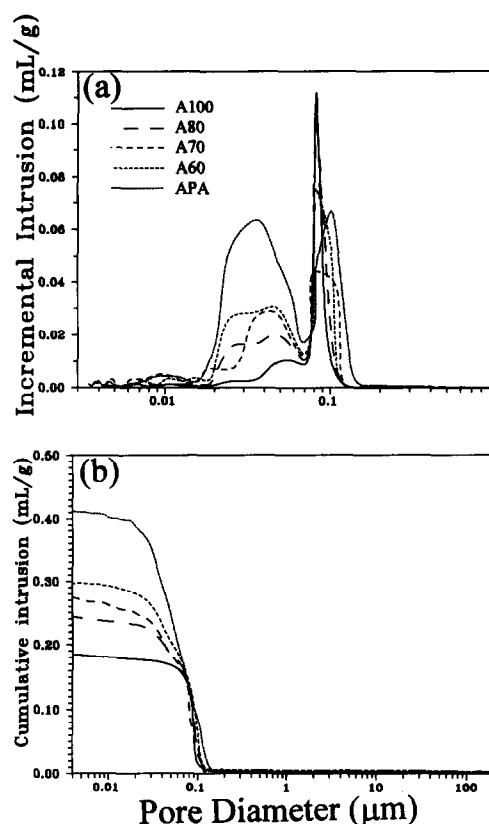 Incremental Intrusion (mL/g)
(a)
0.12
0.10
0.08
0.06
0.04
0.02
0.00
A100
A80
A70
A60
APA
0.01
0.1
Cumulative intrusion (mL/g)
(b)
0.50
0.40
0.30
0.20
0.10
0.00
0.01
0.1
1
10
100
Pore Diameter (μm)